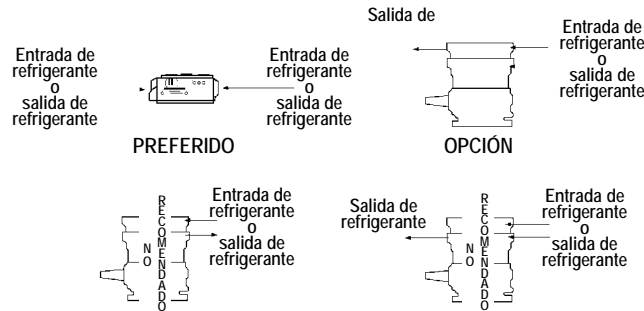 Salida de
Entrada de
refrigerante
o
salida de
refrigerante
Entrada de
refrigerante
o
salida de
refrigerante
Entrada de
refrigerante
o
salida de
refrigerante
PREFERIDO
OPCIÓN
NO
RECOMENDADO
Entrada de
refrigerante
o
salida de
refrigerante
Salida de
refrigerante
NO
RECOMENDADO
Entrada de
refrigerante
o
salida de
refrigerante